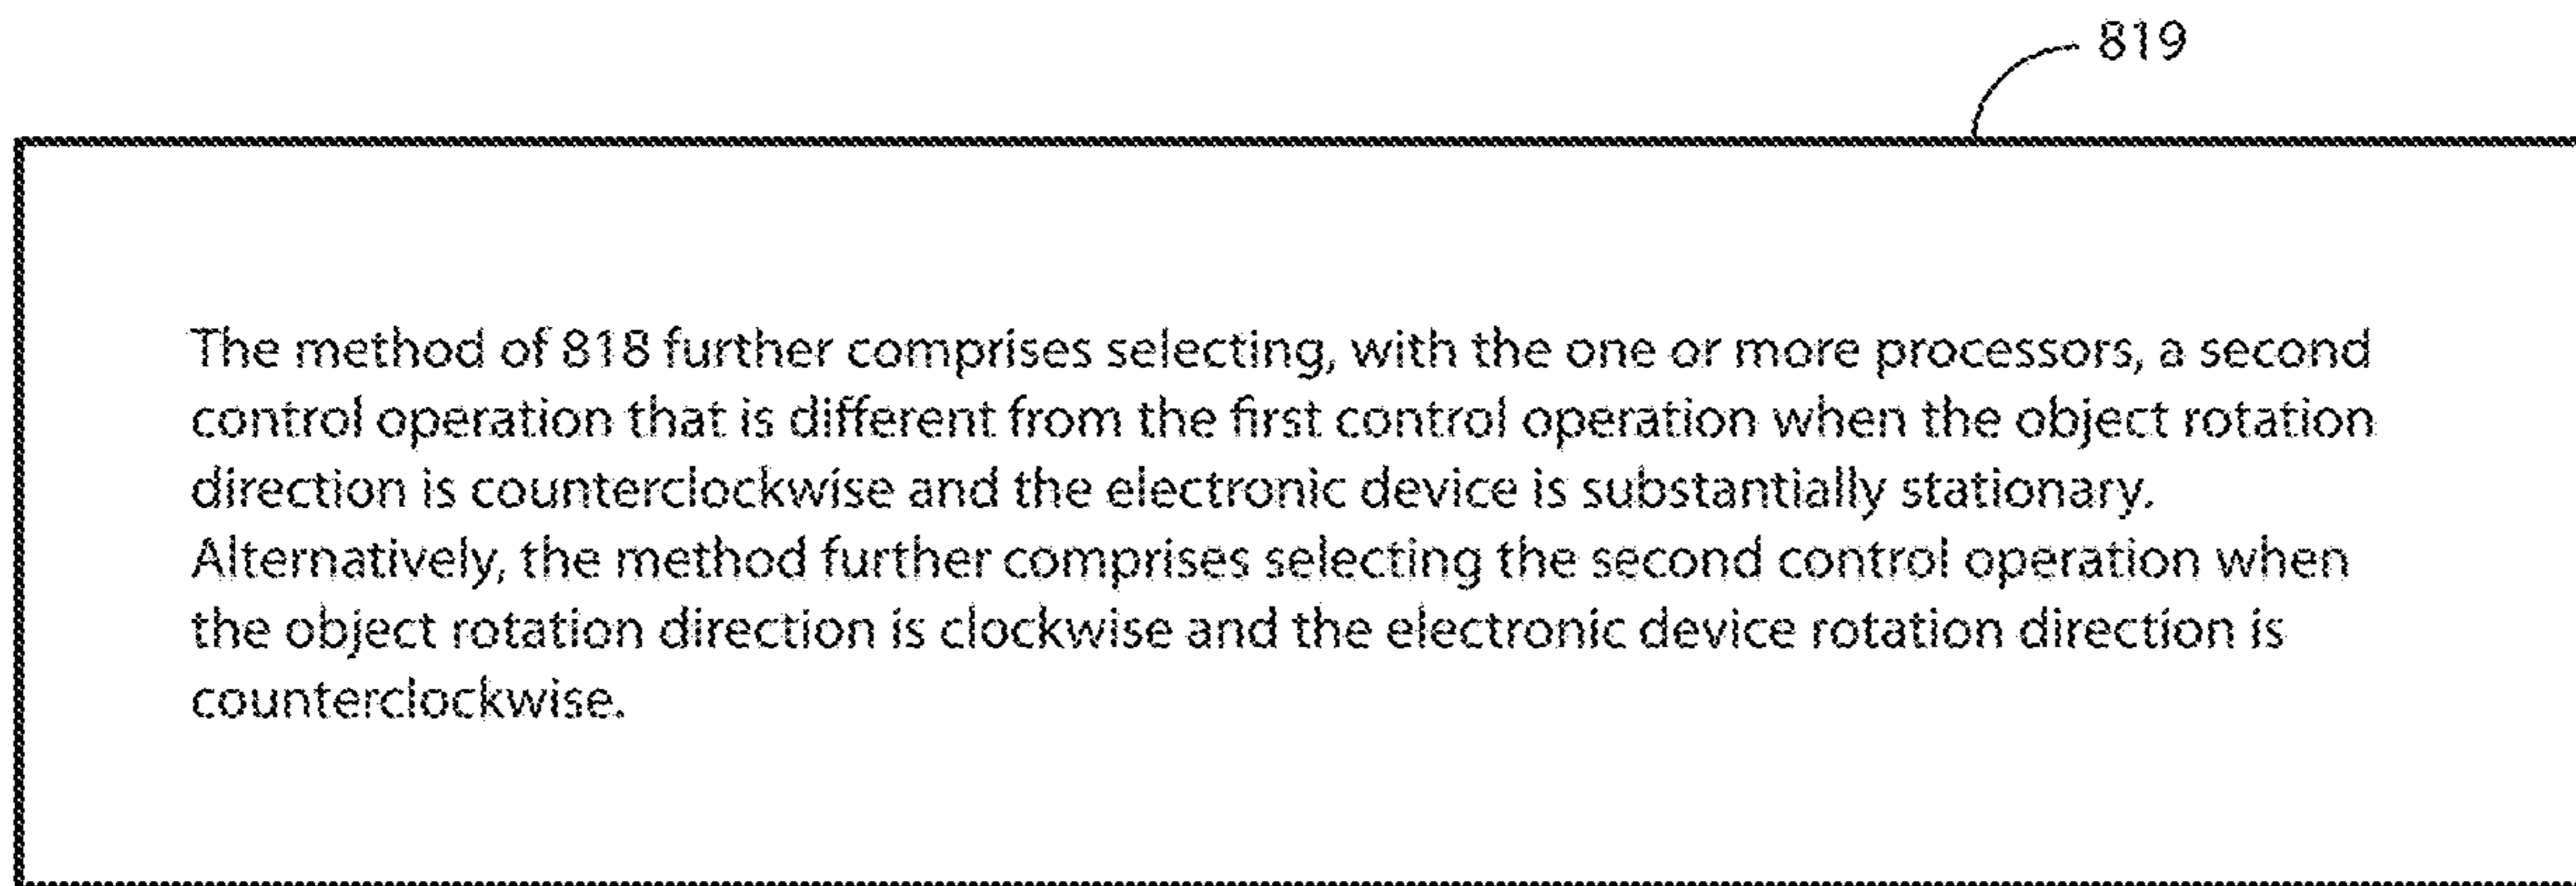 819
The method of 818 further comprises selecting, with the one or more processors, a second
control operation that is different from the first control operation when the object rotation
direction is counterclockwise and the electronic device is substantially stationary.
Alternatively, the method further comprises selecting the second control operation when
the object rotation direction is clockwise and the electronic device rotation direction is
counterclockwise.